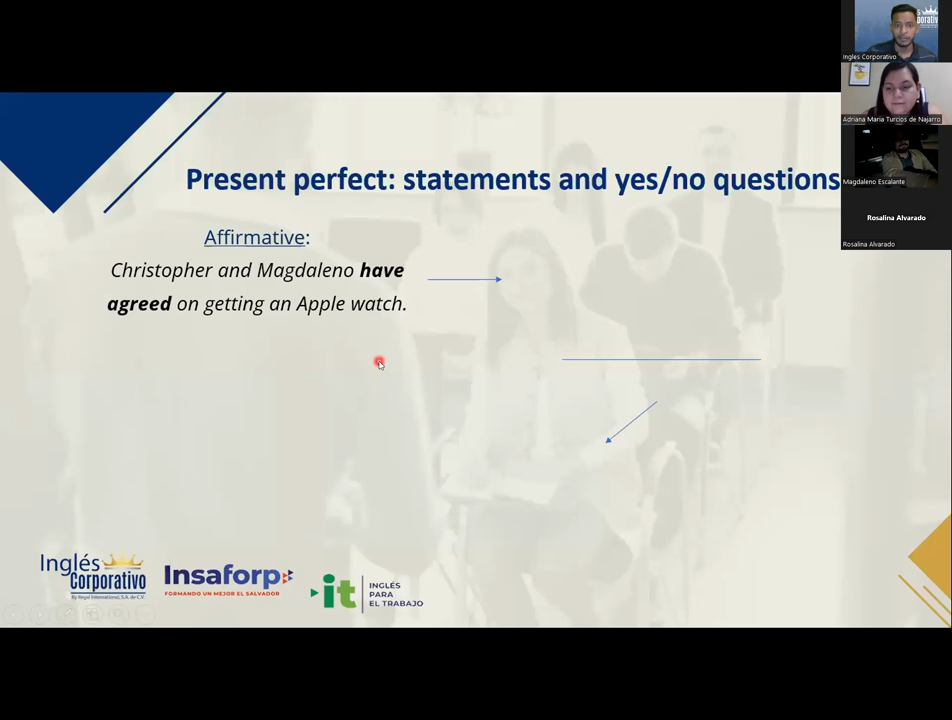 Ingles Corporativo
Adriana Maria Turcios de Najarro
Magdaleno Escalante
Rosalina Alvarado
Rosalina Alvarado
Present perfect: statements and yes/no questions
Affirmative:
Christopher and Magdaleno have
agreed on getting an Apple watch.
Inglés
Corporativo
By Regal International, S.A. de C.V.
Insaforp
FORMANDO UN MEJOR EL SALVADOR
it
INGLÉS
PARA
EL TRABAJO